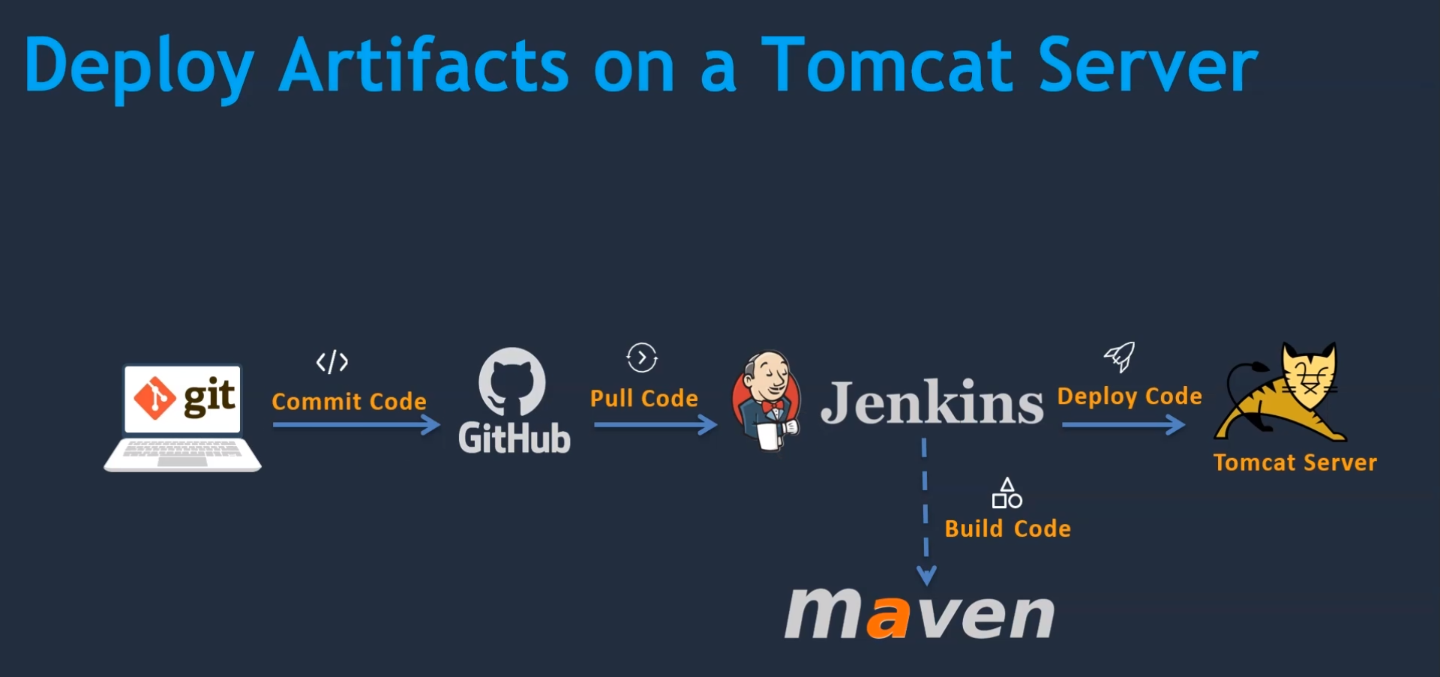 Deploy Artifacts on a Tomcat Server
git
Commit Code
GitHub
Pull Code
Jenkins
Deploy Code
Tomcat Server
Build Code
maven